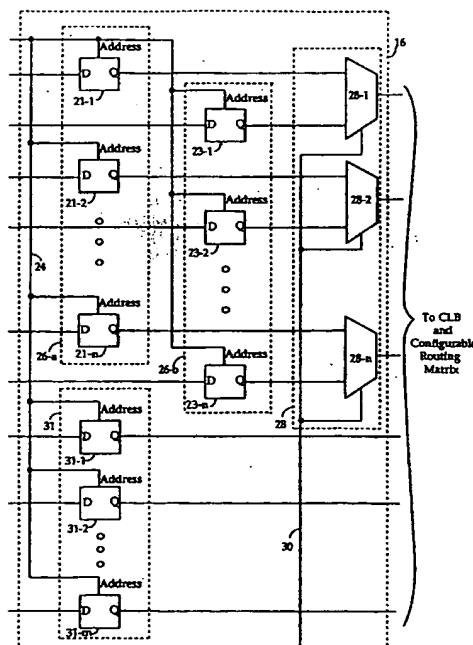 16
Address
D Q
21-1
28-1
Address
D Q
23-1
Address
D Q
21-2
28-2
Address
D Q
23-2
24
To CLB
and
Configurable
Routing
Matrix
Address
D Q
21-n
26-a
28-n
Address
D Q
26-b
23-n
28
31
Address
D Q
31-1
Address
D Q
31-2
30
Address
D Q
31-m